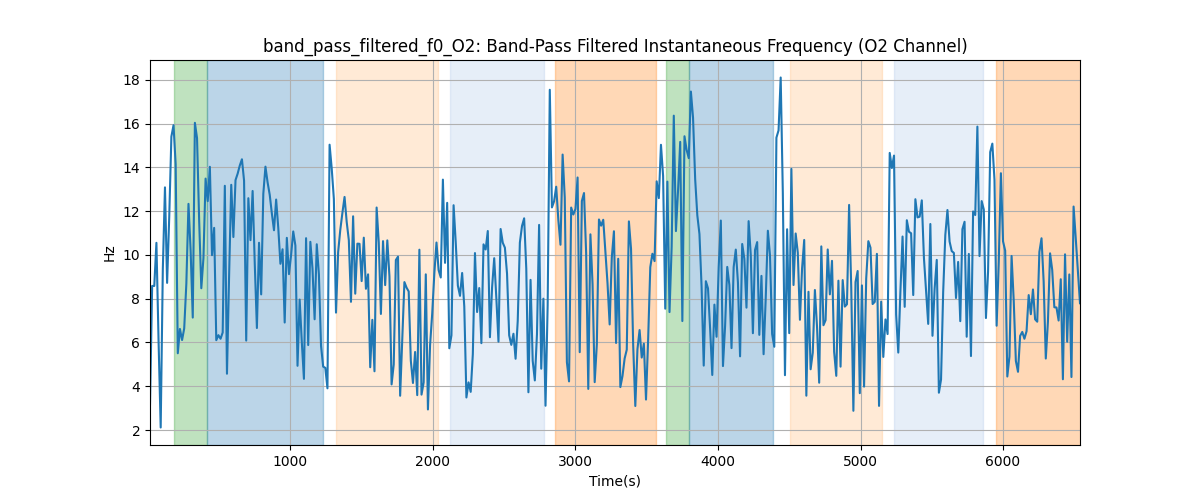 band_pass_filtered_f0_O2: Band-Pass Filtered Instantaneous Frequency (O2 Channel)
18
16
14
12
10
8
6
4
2
Hz
1000 2000 3000 4000 5000 6000
Time(s)